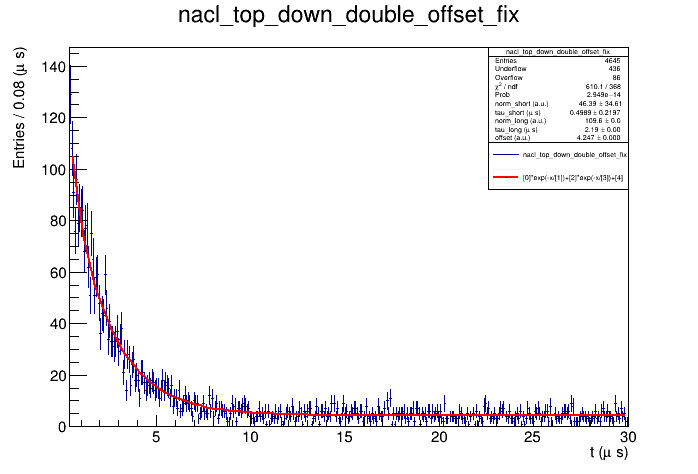 nacl_top_down_double_offset_fix
Entries / 0.08 (μ s)
nacl_top_down_double_offset_fix
Entries 4645
Underflow 436
Overflow 86
χ² / ndf 610.1 / 368
Prob 2.949e−14
norm_short (a.u.) 46.39 ± 34.61
tau_short (μ s) 0.4989 ± 0.2197
norm_long (a.u.) 109.6 ± 0.0
tau_long (μ s) 2.19 ± 0.00
offset (a.u.) 4.247 ± 0.000
nacl_top_down_double_offset_fix
[0]*exp(-x/[1])+[2]*exp(-x/[3])+[4]
140
120
100
80
60
40
20
0
5 10 15 20 25 30
t (μ s)